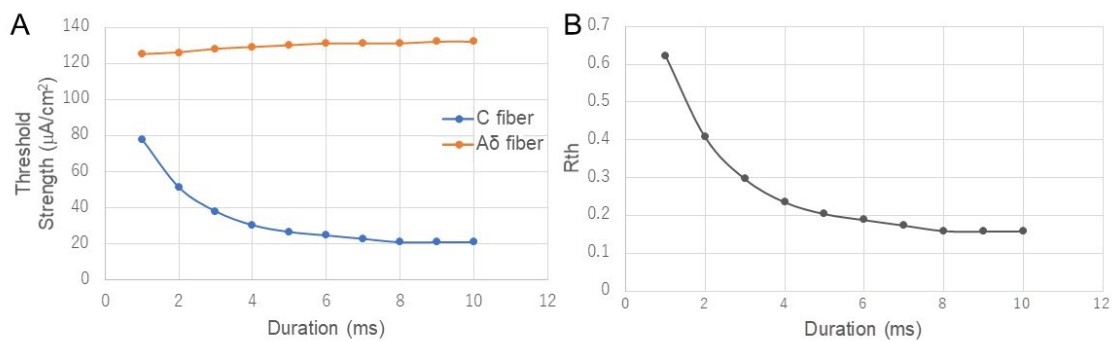 A
140
120
100
80
60
40
20
0
0 2 4 6 8 10 12
Threshold
Strength (μA/cm²)
Duration (ms)
C fiber
Aδ fiber
B
0.7
0.6
0.5
0.4
0.3
0.2
0.1
0
0 2 4 6 8 10 12
Rth
Duration (ms)